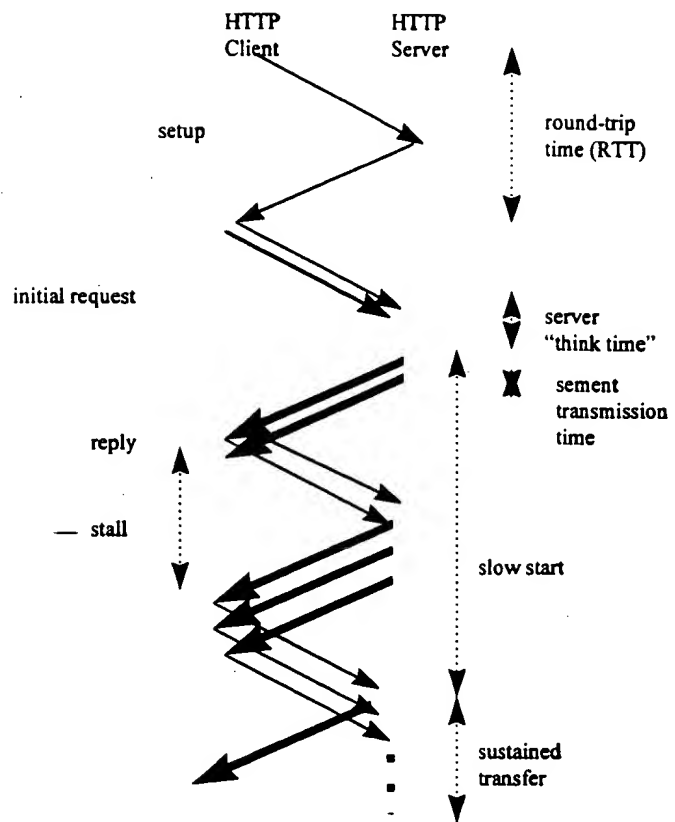 HTTP
Client
HTTP
Server
setup
round-trip
time (RTT)
initial request
server
"think time"
sement
transmission
time
reply
stall
slow start
sustained
transfer